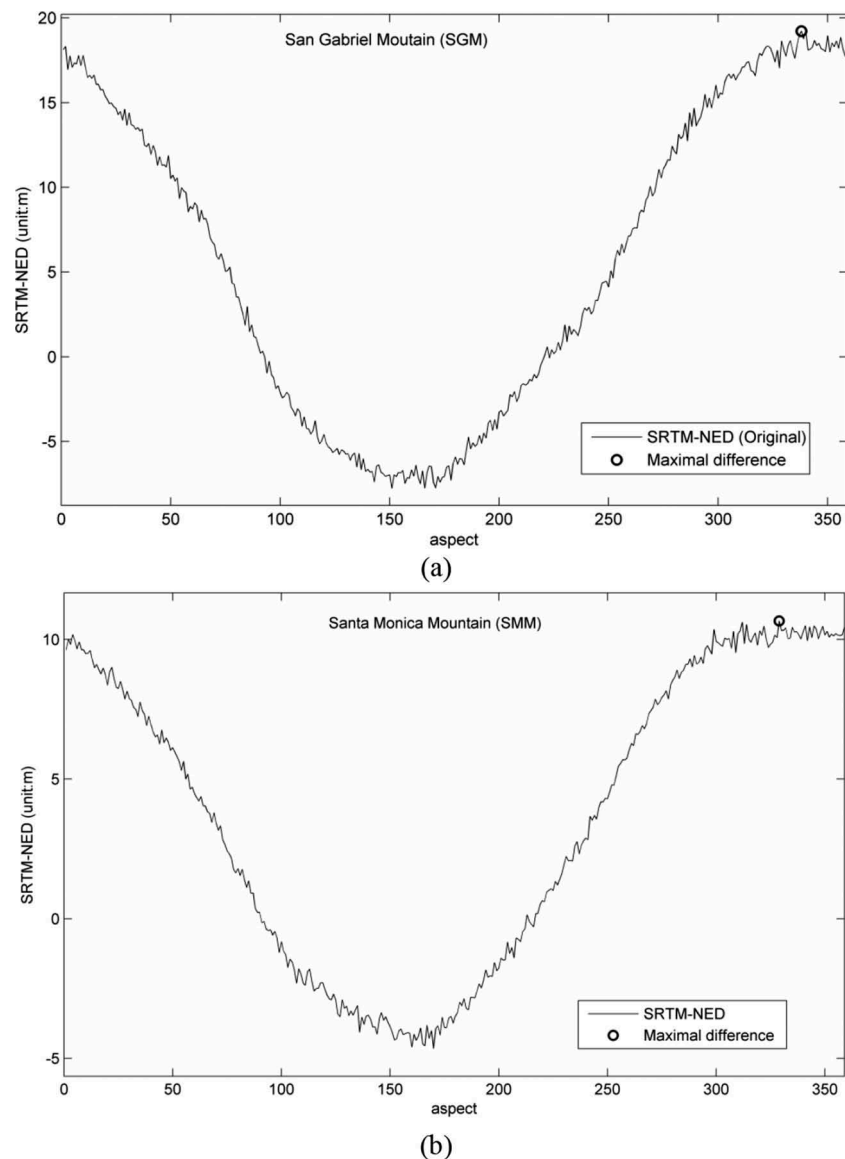 San Gabriel Moutain (SGM)
20
15
10
5
0
-5
SRTM-NED (unit:m)
SRTM-NED (Original)
Maximal difference
0 50 100 150 200 250 300 350
aspect
(a)
Santa Monica Mountain (SMM)
10
5
0
-5
SRTM-NED (unit:m)
SRTM-NED
Maximal difference
0 50 100 150 200 250 300 350
aspect
(b)